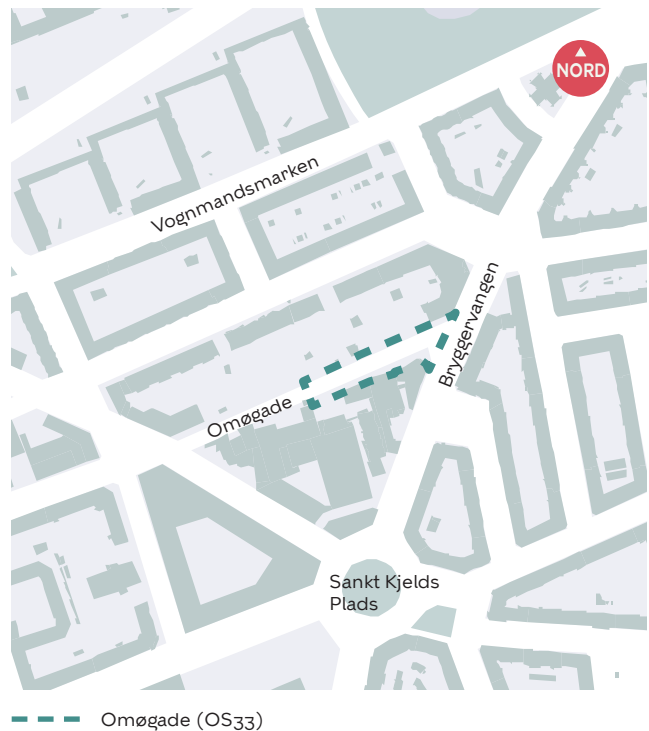 NORD
Vognmandsmarken
Bryggervangen
Omøgade
Sankt Kjelds
Plads
Omøgade (OS33)